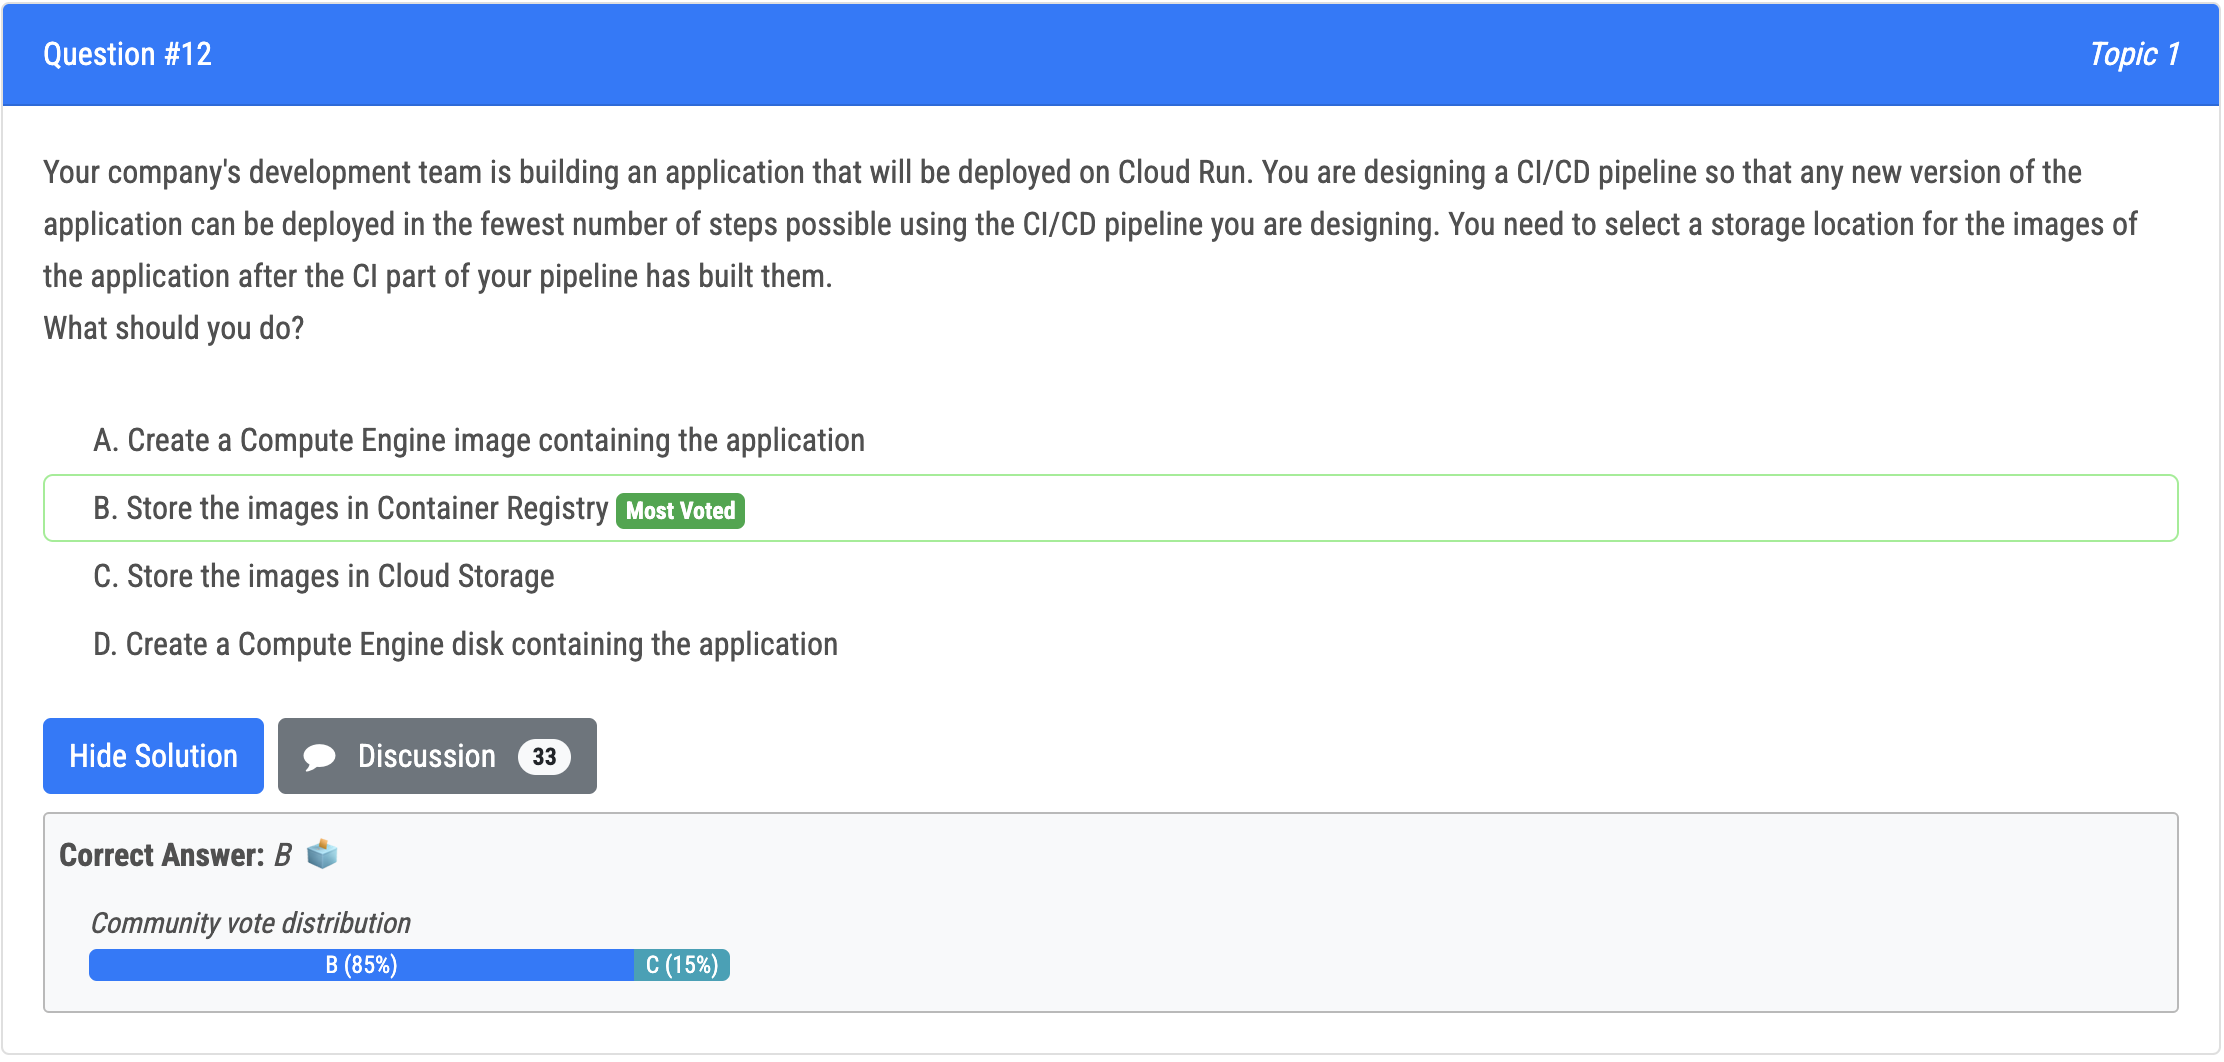 Question #12
Topic 1
Your company's development team is building an application that will be deployed on Cloud Run. You are designing a CI/CD pipeline so that any new version of the
application can be deployed in the fewest number of steps possible using the CI/CD pipeline you are designing. You need to select a storage location for the images of
the application after the CI part of your pipeline has built them.
What should you do?
A. Create a Compute Engine image containing the application
B. Store the images in Container Registry Most Voted
C. Store the images in Cloud Storage
D. Create a Compute Engine disk containing the application
Hide Solution
Discussion 33
Correct Answer: B
Community vote distribution
B (85%) C (15%)